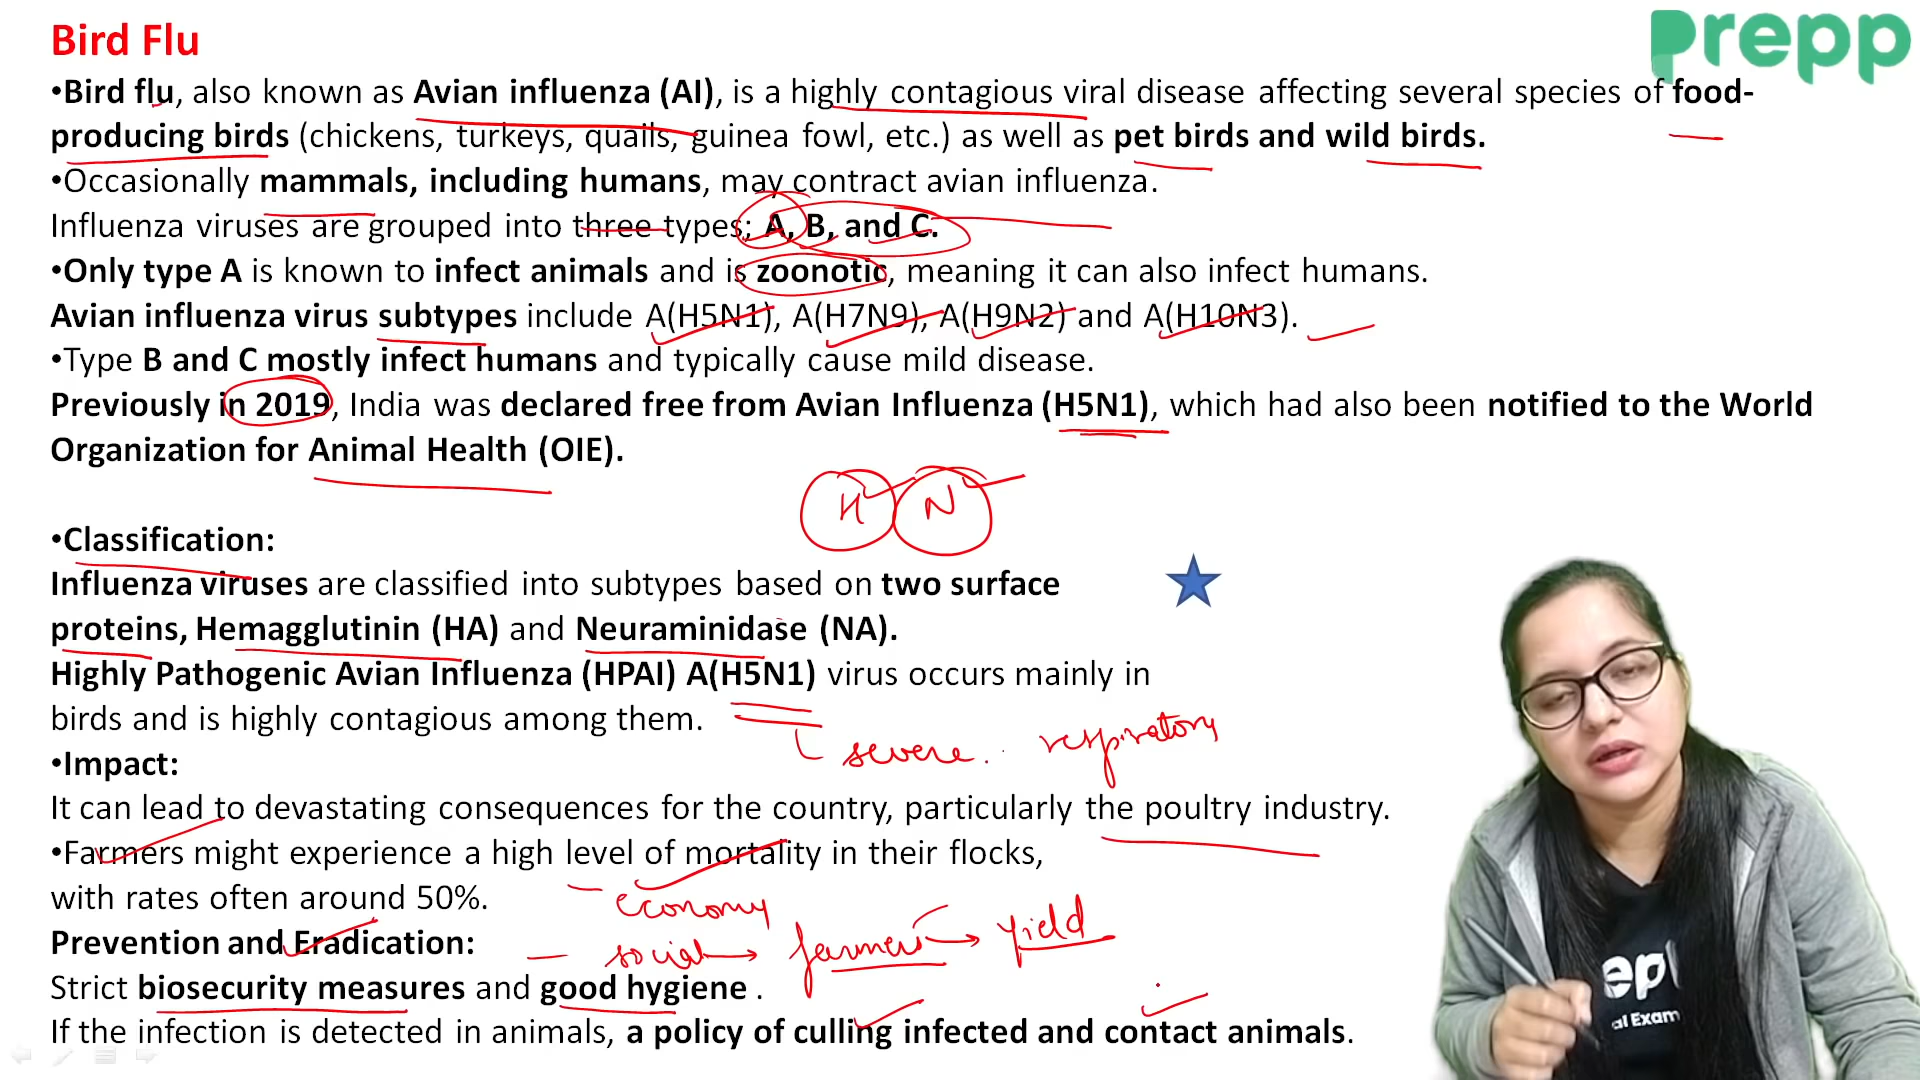 Bird Flu
prepp
•Bird flu, also known as Avian influenza (AI), is a highly contagious viral disease affecting several species of food-
producing birds (chickens, turkeys, quails, guinea fowl, etc.) as well as pet birds and wild birds.
•Occasionally mammals, including humans, may contract avian influenza.
Influenza viruses are grouped into three types; A, B, and C.
•Only type A is known to infect animals and is zoonotic, meaning it can also infect humans.
Avian influenza virus subtypes include A(H5N1), A(H7N9), A(H9N2) and A(H10N3).
•Type B and C mostly infect humans and typically cause mild disease.
Previously in 2019, India was declared free from Avian Influenza (H5N1), which had also been notified to the World
Organization for Animal Health (OIE).
H N
•Classification:
Influenza viruses are classified into subtypes based on two surface
proteins, Hemagglutinin (HA) and Neuraminidase (NA).
Highly Pathogenic Avian Influenza (HPAI) A(H5N1) virus occurs mainly in
birds and is highly contagious among them.
severe. respiratory
•Impact:
It can lead to devastating consequences for the country, particularly the poultry industry.
•Farmers might experience a high level of mortality in their flocks,
with rates often around 50%.
economy
Prevention and Eradication:
social → farmers → yield
Strict biosecurity measures and good hygiene .
If the infection is detected in animals, a policy of culling infected and contact animals.
ep
al Exam